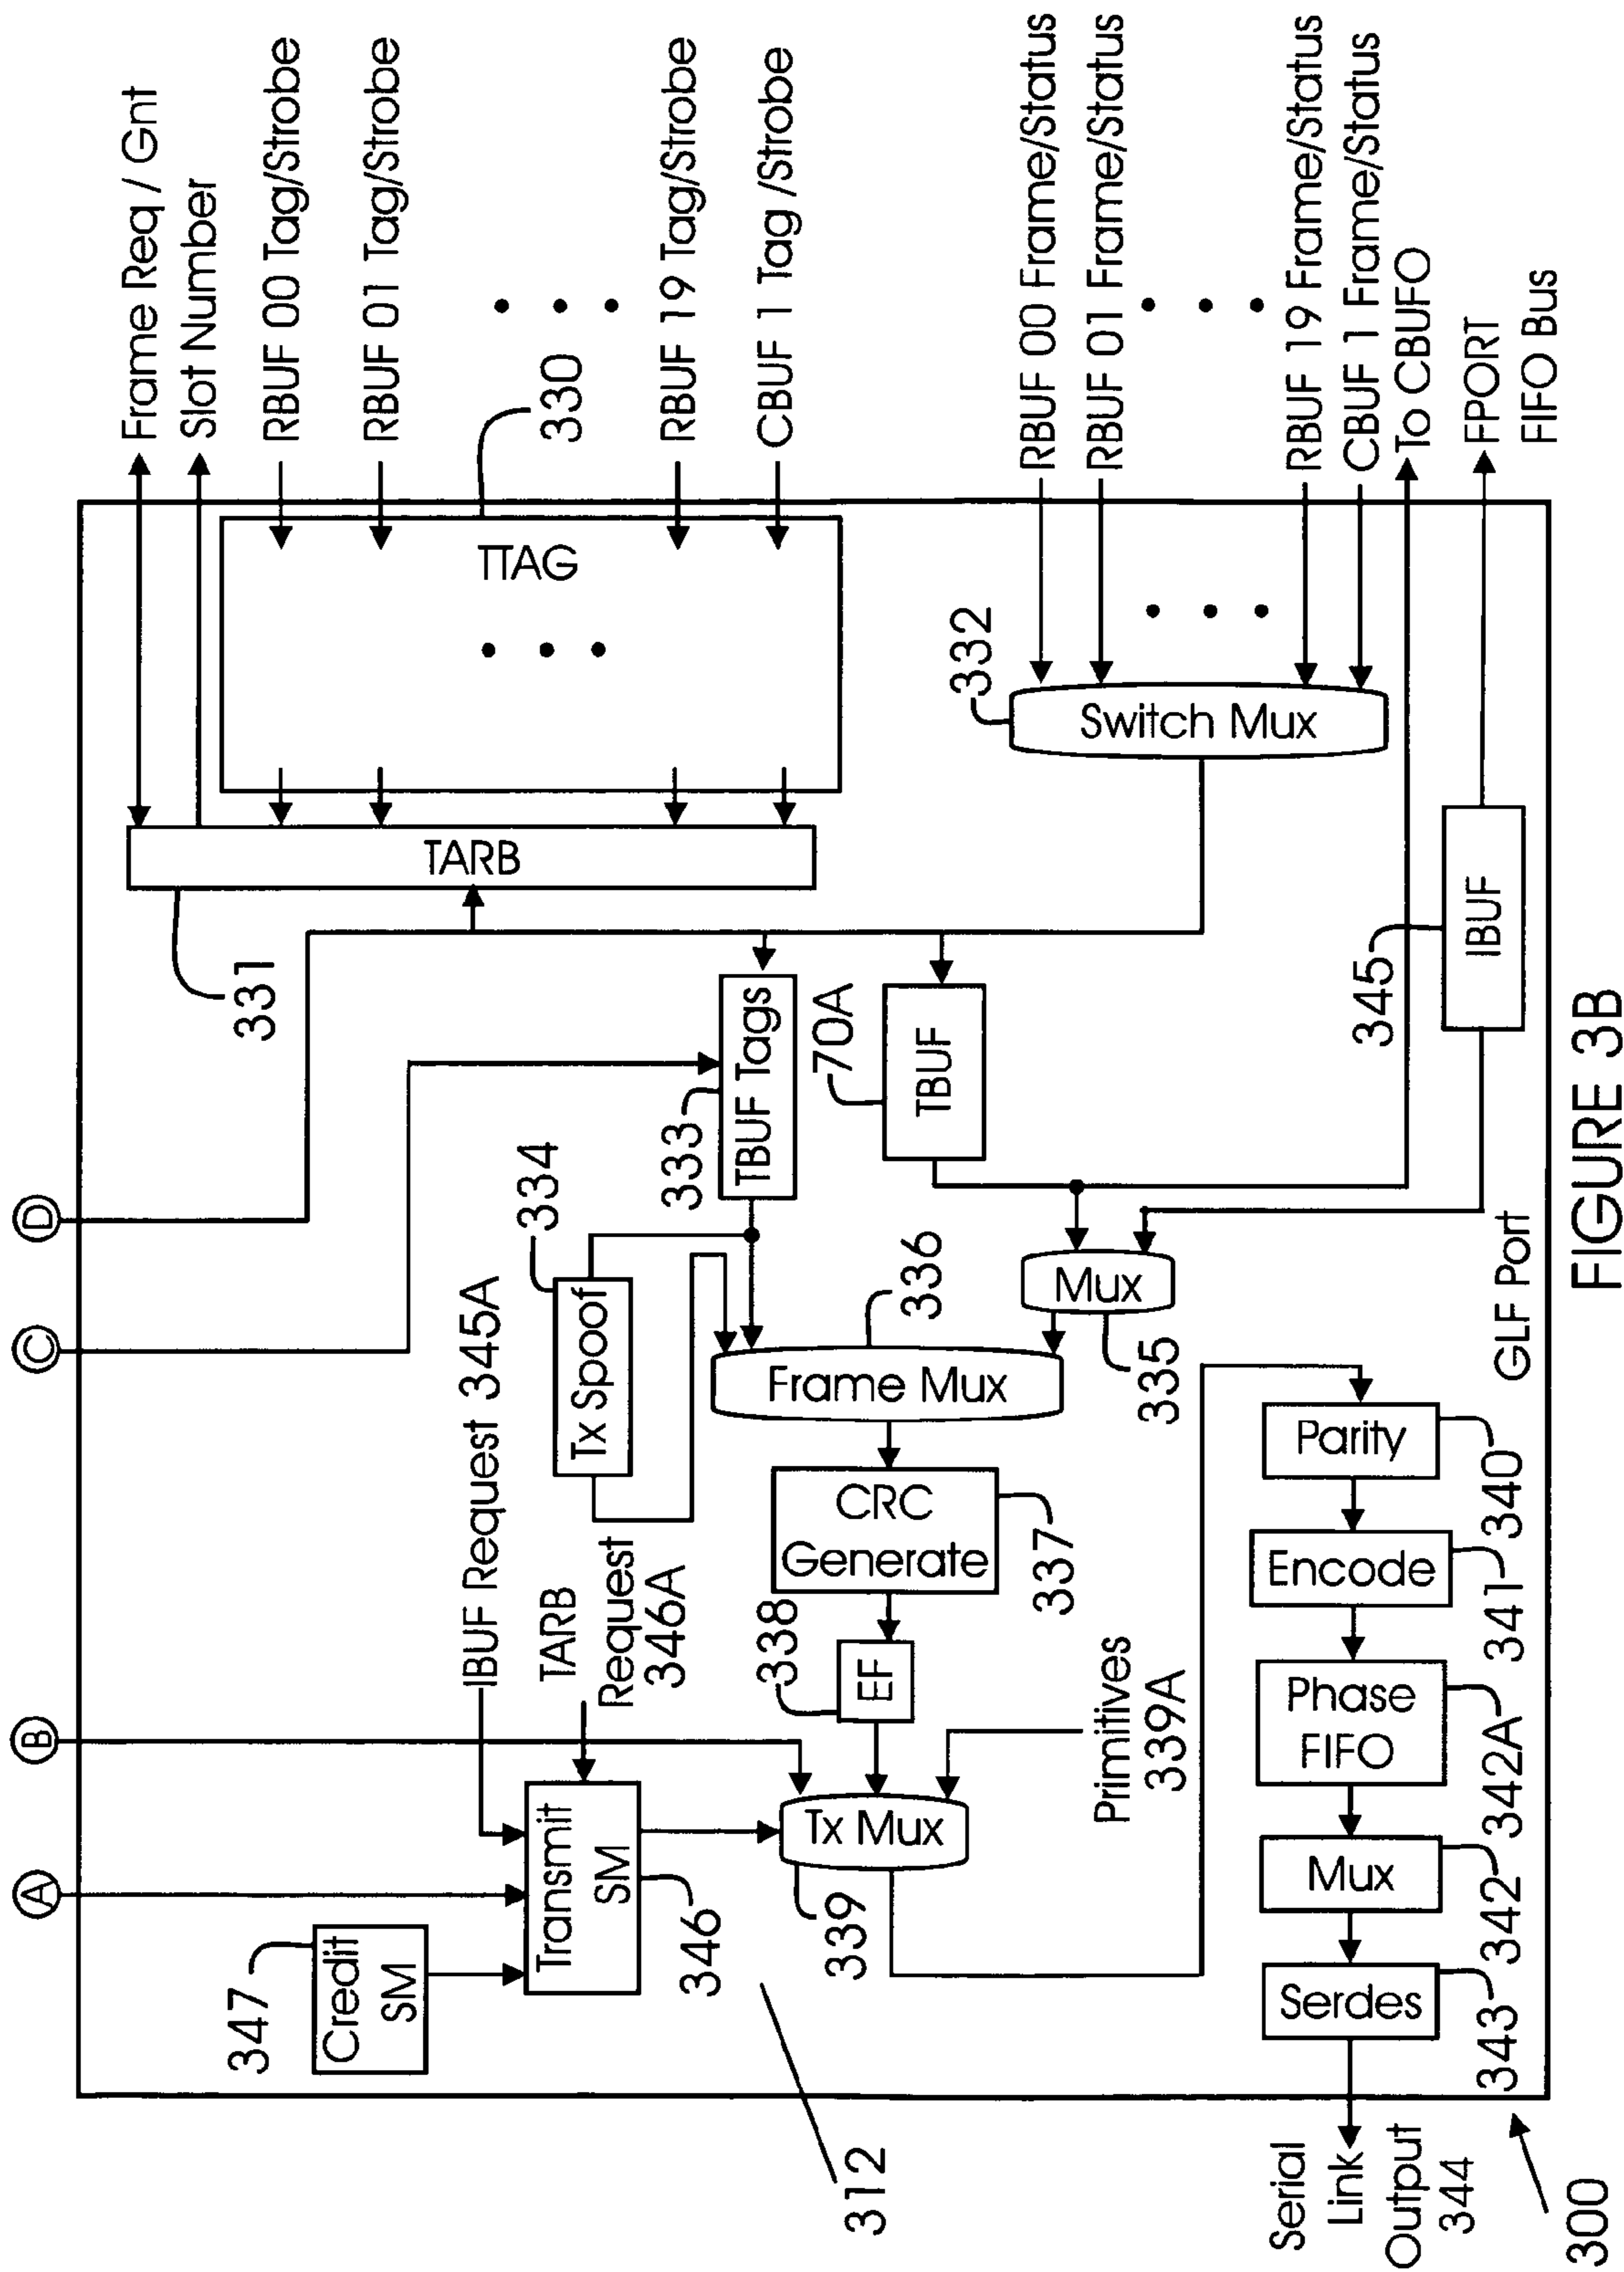 A
B
C
D
347
Credit
SM
IBUF Request 345A
TARB
Request
346A
Transmit
SM
346
312
334
Tx Spoof
333
TBUF Tags
331
TARB
TTAG
330
Frame Req / Gnt
Slot Number
RBUF 00 Tag/Strobe
RBUF 01 Tag/Strobe
RBUF 19 Tag/Strobe
CBUF 1 Tag /Strobe
339
Tx Mux
338
EF
CRC
Generate
337
Frame Mux
336
70A
TBUF
Mux
335
332
Switch Mux
RBUF 00 Frame/Status
RBUF 01 Frame/Status
RBUF 19 Frame/Status
CBUF 1 Frame/Status
To CBUFO
Primitives
339A
345
IBUF
FPORT
FIFO Bus
Serial
Link
Output
344
Serdes
343
Mux
342
Phase
FIFO
342A
Encode
341
Parity
340
GLF Port
300
FIGURE 3B